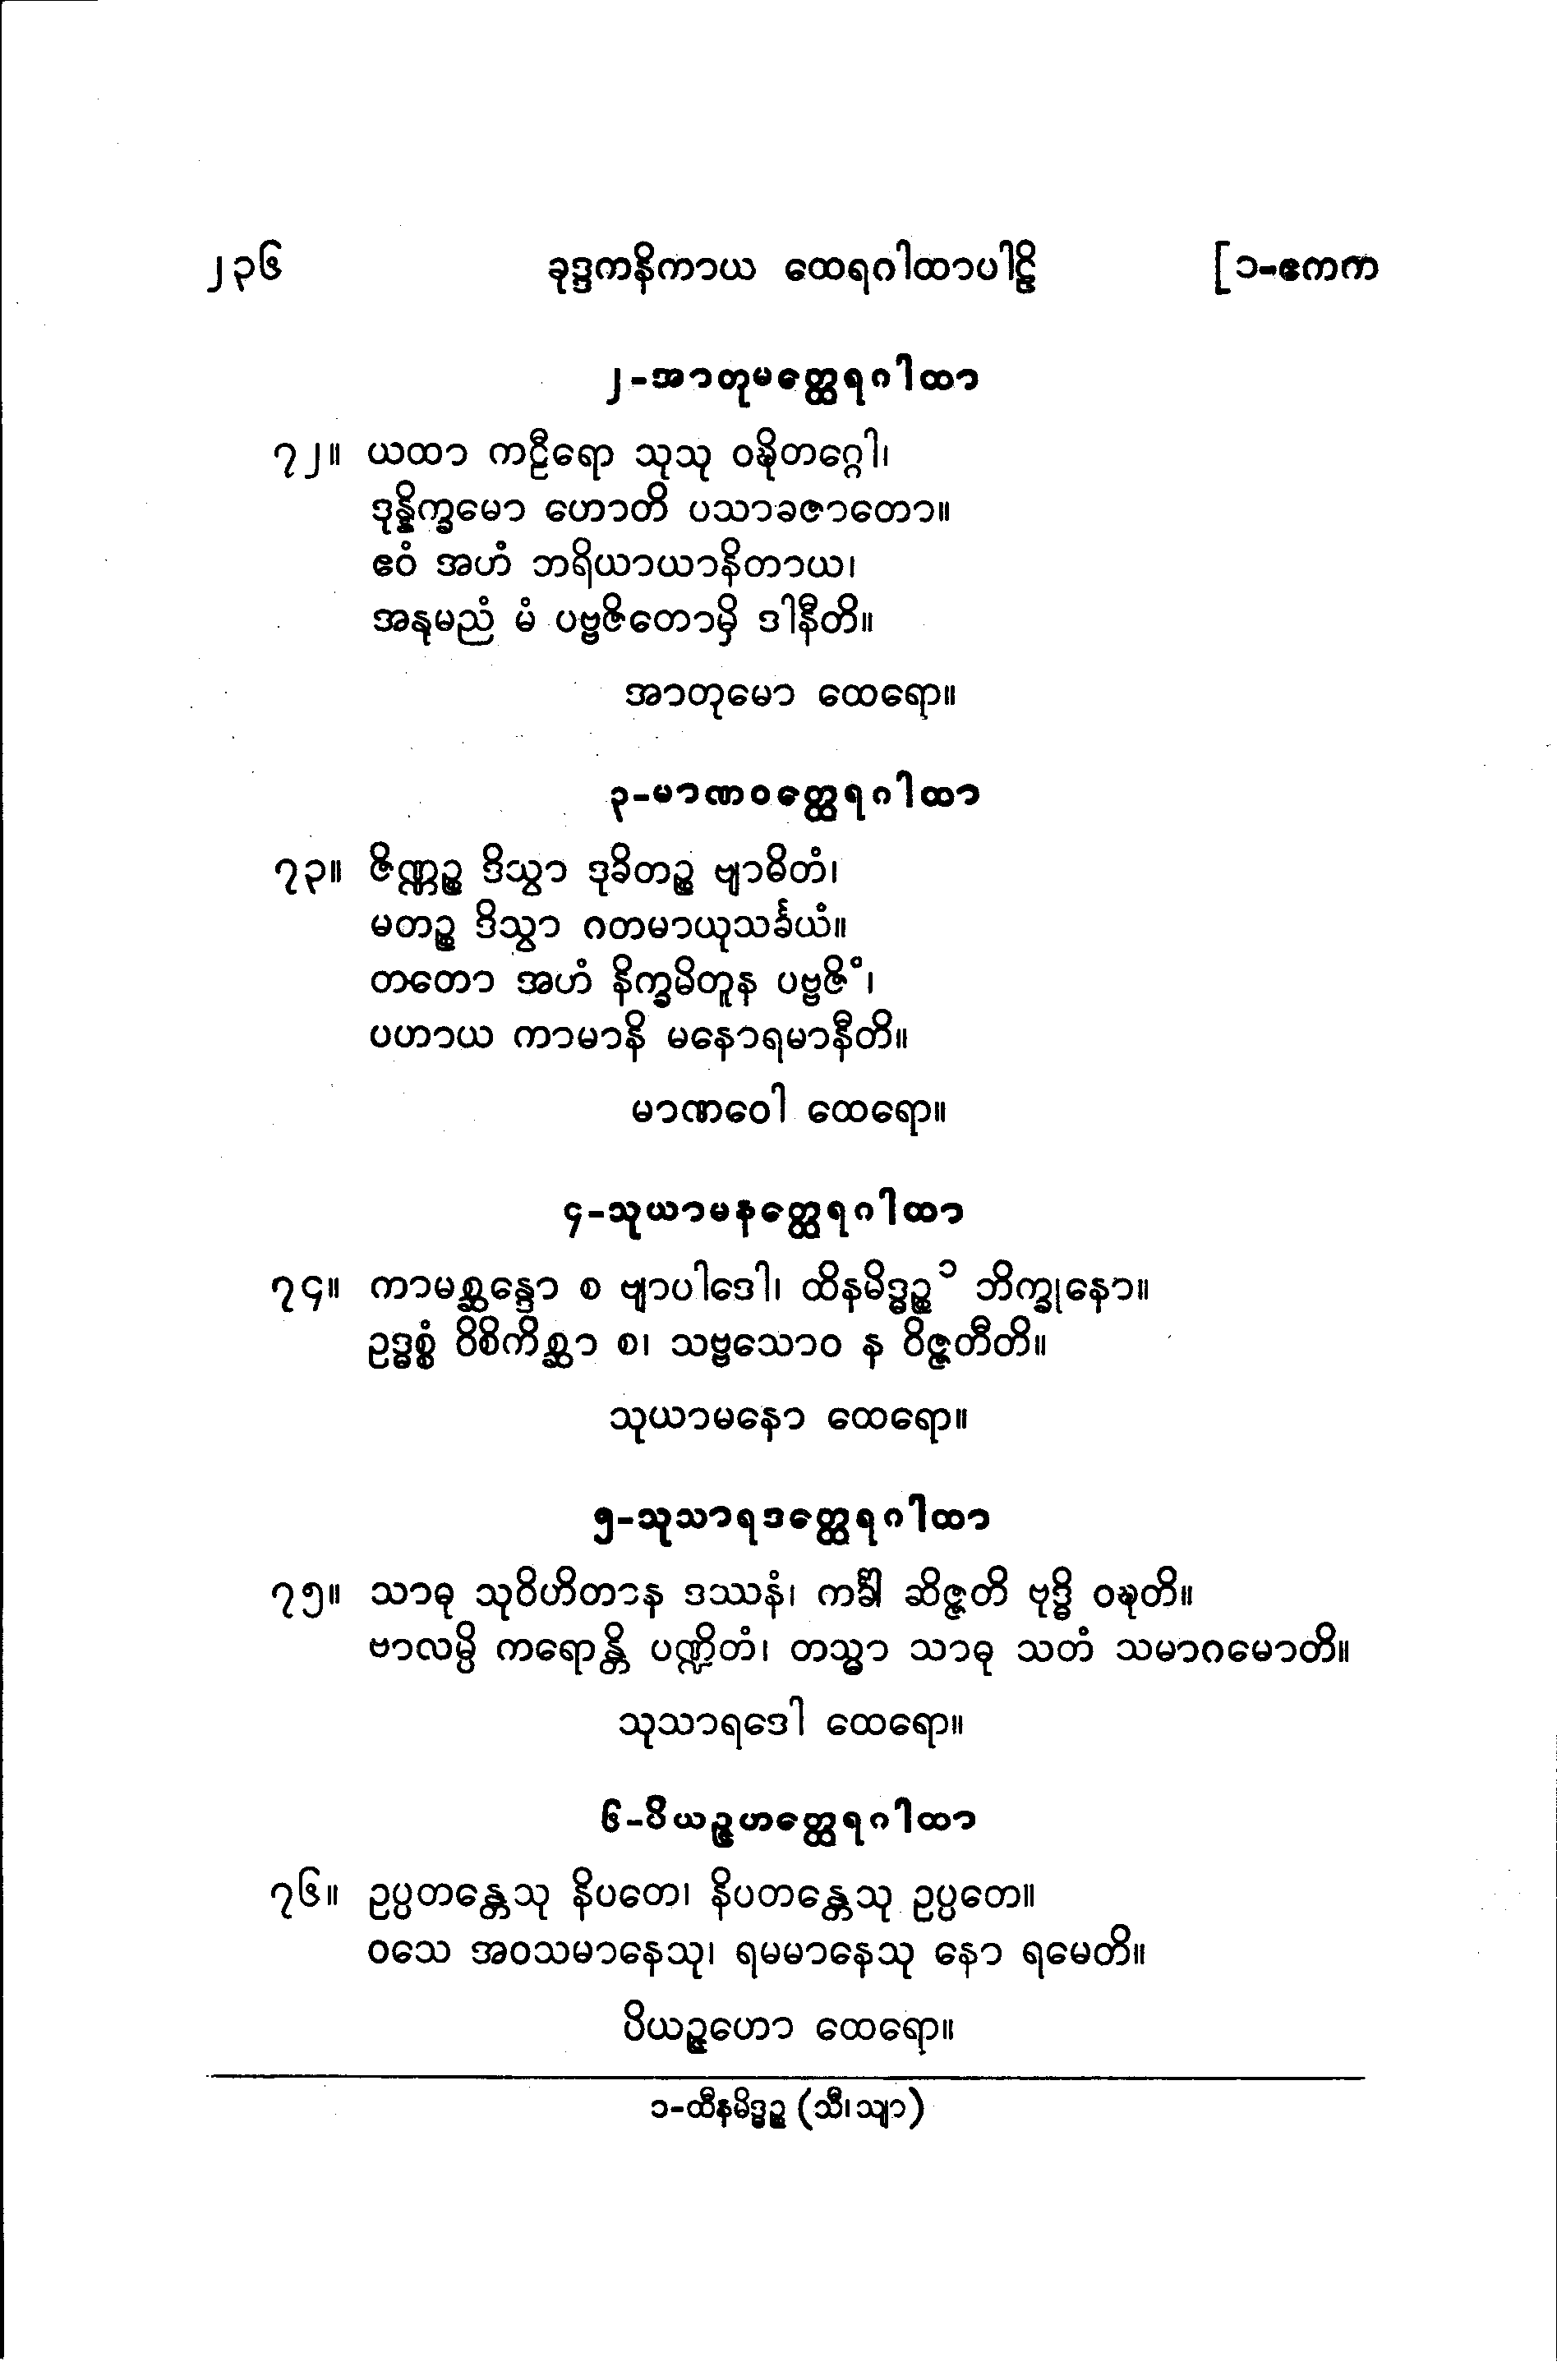 ၂၃၆ ခုဒ္ဒကနိကာယ ထေရဂါထာပါဠိ [၁-ဧကက
၂-အာတုမတ္ထေရဂါထာ
၇၂။ ယထာ ကဠီရော သုသု ဝဍ္ဎိတဂ္ဂေါ၊
ဒုန္နိက္ခမော ဟောတိ ပသာခဇာတော။
ဧဝံ အဟံ ဘရိယာယာနိတာယ၊
အနုမညံ မံ ပဗ္ဗဇိတောမှိ ဒါနီတိ။
အာတုမော ထေရော။
၃-မာဏဝတ္ထေရဂါထာ
၇၃။ ဇိဏ္ဏဉ္စ ဒိသွာ ဒုခိတဉ္စ ဗျာဓိတံ၊
မတဉ္စ ဒိသွာ ဂတမာယုသင်္ခယံ။
တတော အဟံ နိက္ခမိတူန ပဗ္ဗဇိံ၊
ပဟာယ ကာမာနိ မနောရမာနီတိ။
မာဏဝေါ ထေရော။
၄-သုယာမနတ္ထေရဂါထာ
၇၄။ ကာမစ္ဆန္ဒော စ ဗျာပါဒေါ၊ ထိနမိဒ္ဓဉ္စ ၁ ဘိက္ခုနော။
ဥဒ္ဓစ္စံ ဝိစိကိစ္ဆာ စ၊ သဗ္ဗသောဝ န ဝိဇ္ဇတီတိ။
သုယာမနော ထေရော။
၅-သုသာရဒတ္ထေရဂါထာ
၇၅။ သာဓု သုဝိဟိတာန ဒဿနံ၊ ကင်္ခါ ဆိဇ္ဇတိ ဗုဒ္ဓိ ဝဍ္ဎတိ။
ဗာလမ္ပိ ကရောန္တိ ပဏ္ဍိတံ၊ တသ္မာ သာဓု သတံ သမာဂမောတိ။
သုသာရဒေါ ထေရော။
၆-ပိယဉ္ဇဟတ္ထေရဂါထာ
၇၆။ ဥပ္ပတန္တေသု နိပတေ၊ နိပတန္တေသု ဥပ္ပတေ။
ဝသေ အဝသမာနေသု၊ ရမမာနေသု နော ရမေတိ။
ပိယဉ္ဇဟော ထေရော။
၁-ထီနမိဒ္ဓဉ္စ (သီ၊ သျာ)